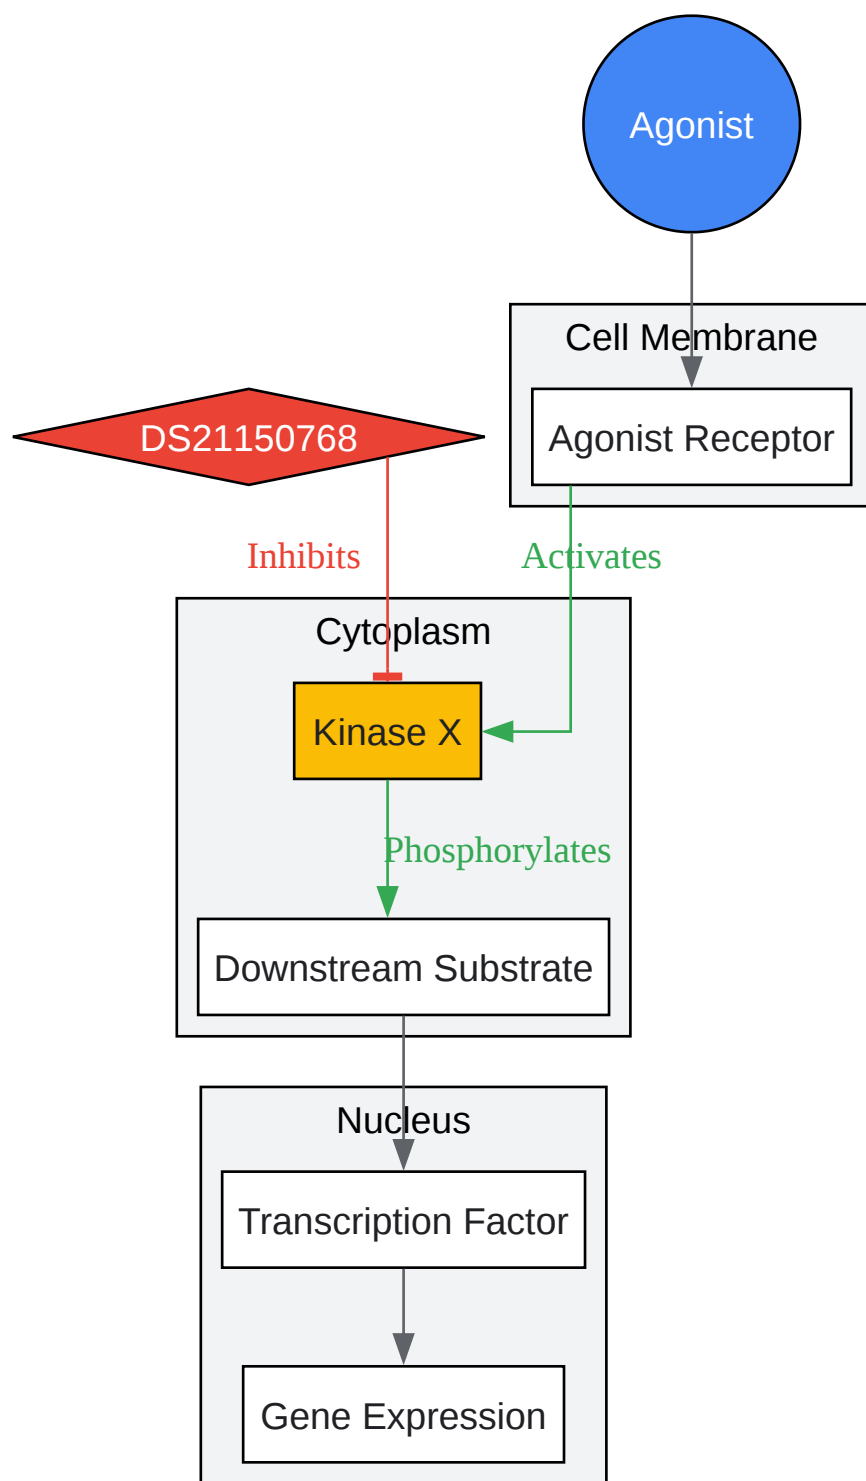 Agonist
Cell Membrane
Agonist Receptor
DS21150768
Inhibits
Activates
Cytoplasm
Kinase X
Phosphorylates
Downstream Substrate
Nucleus
Transcription Factor
Gene Expression